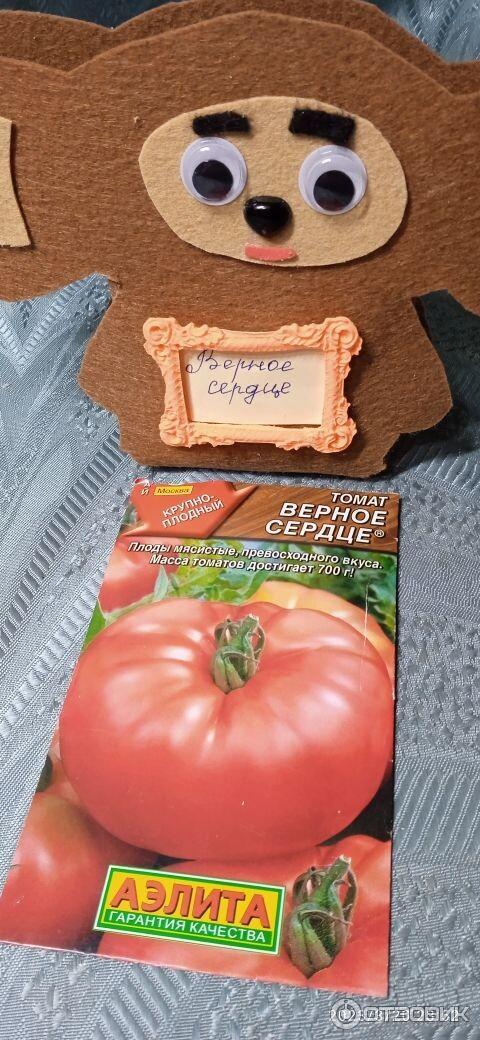 Верное
сердце
Москва
КРУПНО-
ПЛОДНЫЙ
ТОМАТ
ВЕРНОЕ
СЕРДЦЕ®
Плоды мясистые, превосходного вкуса.
Масса томатов достигает 700 г!
АЭЛИТА
ГАРАНТИЯ КАЧЕСТВА